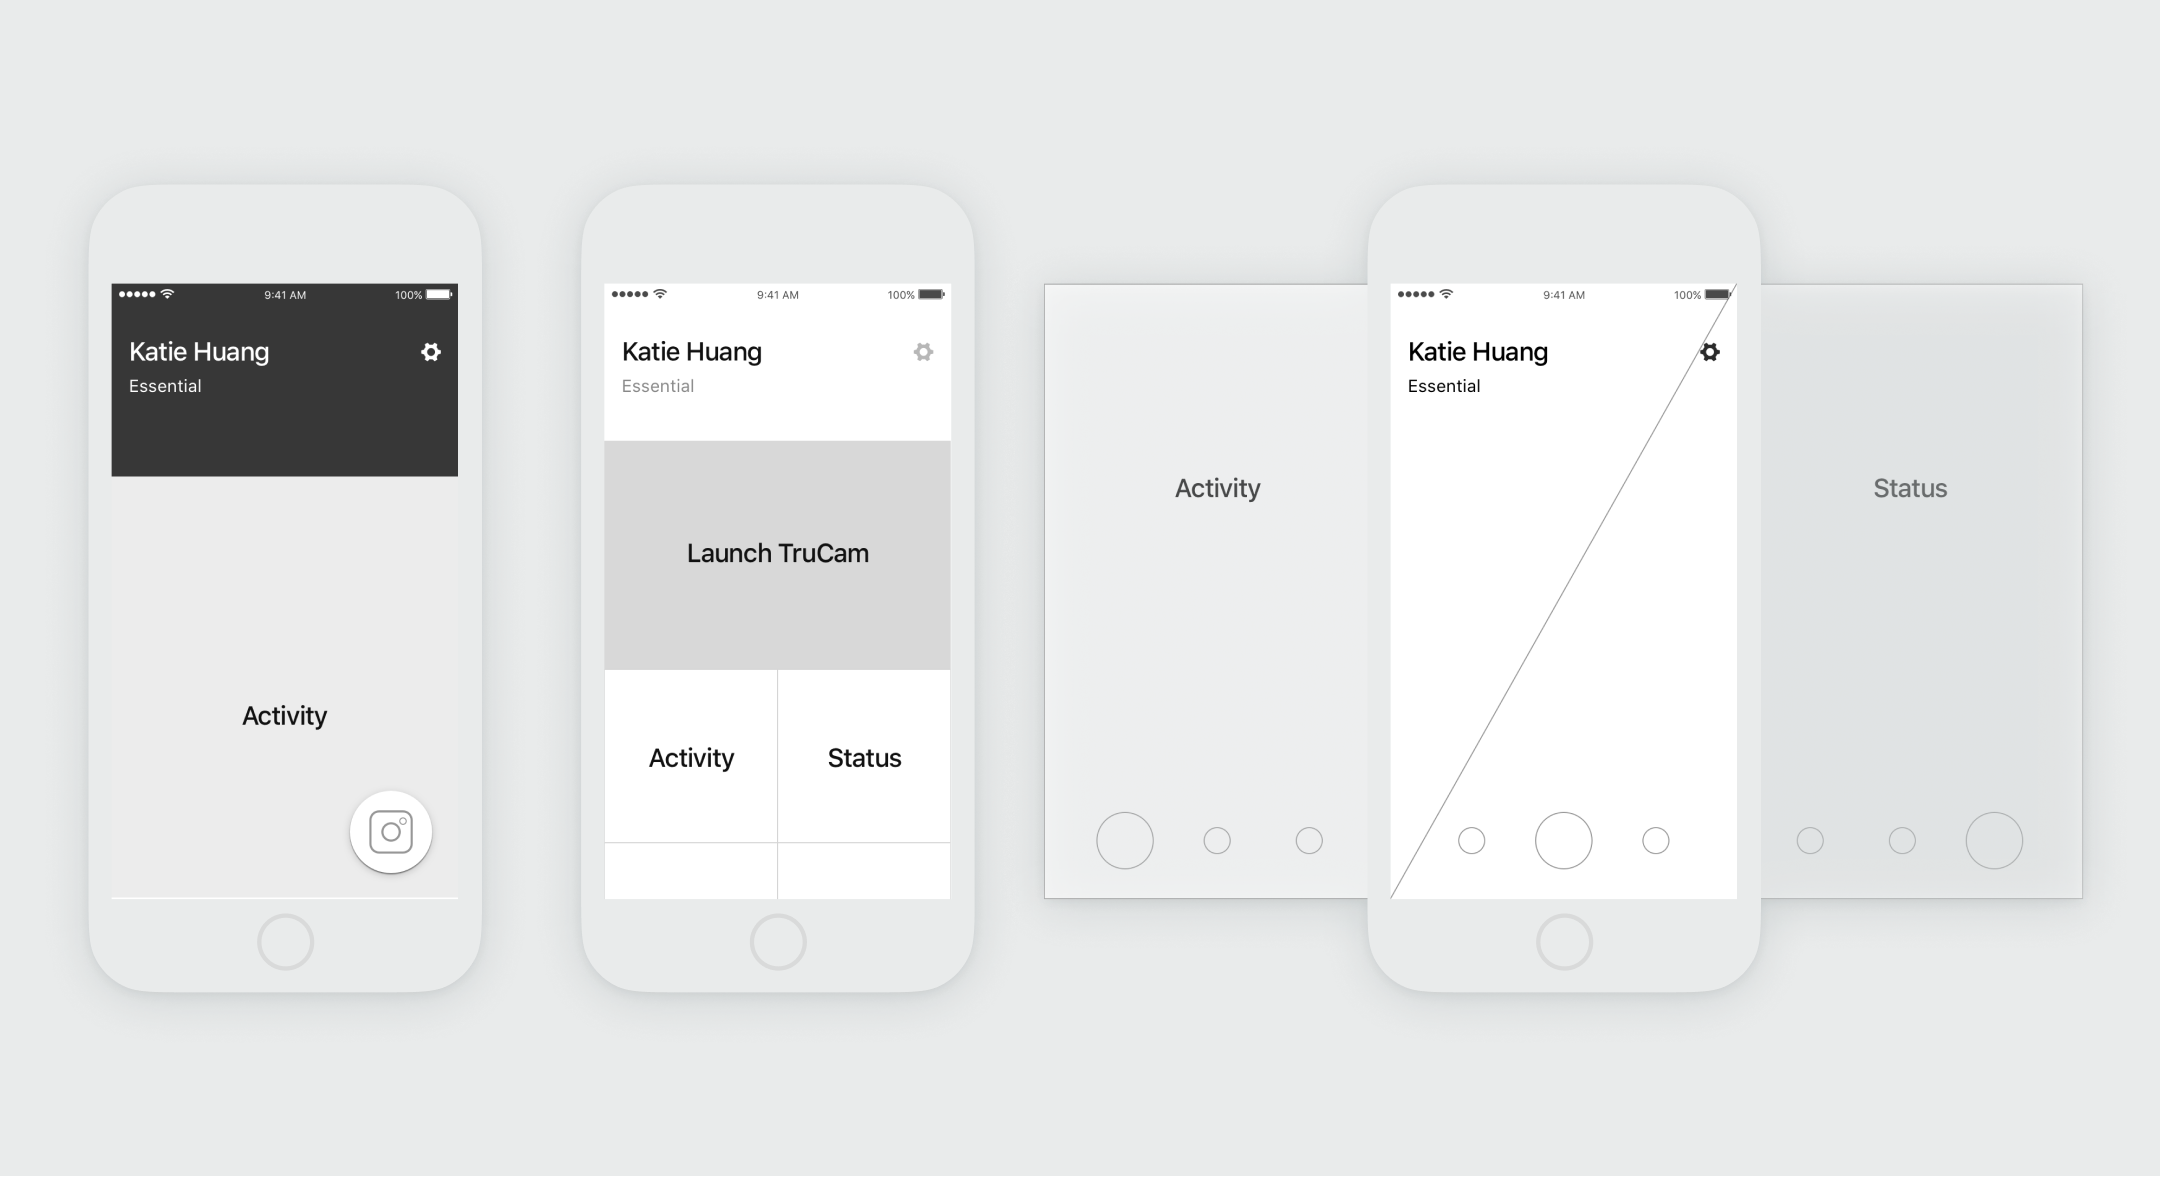 9:41 AM 100%
Katie Huang
Essential
Activity
9:41 AM 100%
Katie Huang
Essential
Launch TruCam
Activity Status
Activity
9:41 AM 100%
Katie Huang
Essential
Status